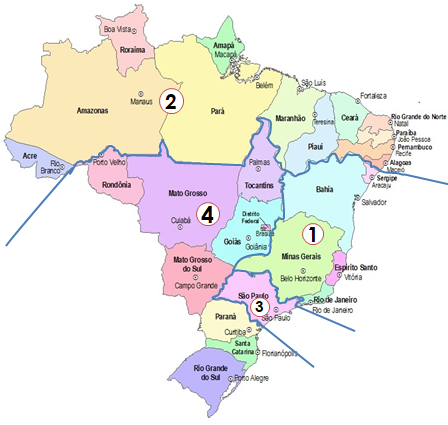 Boa Vista
Roraima
Amapá
Macapá
Belém
São Luís
Fortaleza
Manaus
2
Amazonas
Pará
Maranhão
Teresina
Ceará
Rio Grande do Norte
Natal
Paraíba
João Pessoa
Pernambuco
Recife
Piauí
Alagoas
Maceió
Acre
Rio
Branco
Porto Velho
Palmas
Sergipe
Aracaju
Rondônia
Mato Grosso
Tocantins
Bahia
Salvador
4
Cuiabá
Distrito
Federal
Brasília
Goiás
Goiânia
1
Minas Gerais
Belo Horizonte
Espírito Santo
Vitória
Mato Grosso
do Sul
Campo Grande
São Paulo
3
São Paulo
Rio de Janeiro
Rio de Janeiro
Paraná
Curitiba
Santa
Catarina
Florianópolis
Rio Grande
do Sul
Porto Alegre